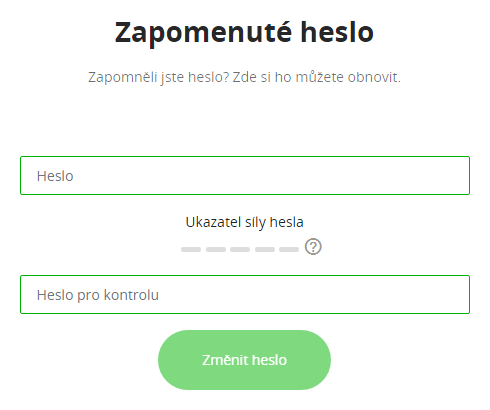 Zapomenuté heslo
Zapomněli jste heslo? Zde si ho můžete obnovit.
Heslo
Ukazatel síly hesla
?
Heslo pro kontrolu
Změnit heslo